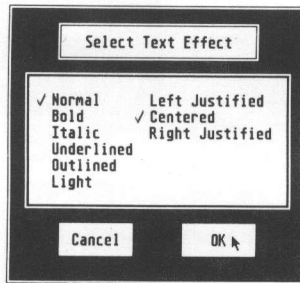 Select Text Effect
✓ Normal Left Justified
Bold ✓ Centered
Italic Right Justified
Underlined
Outlined
Light
Cancel OK